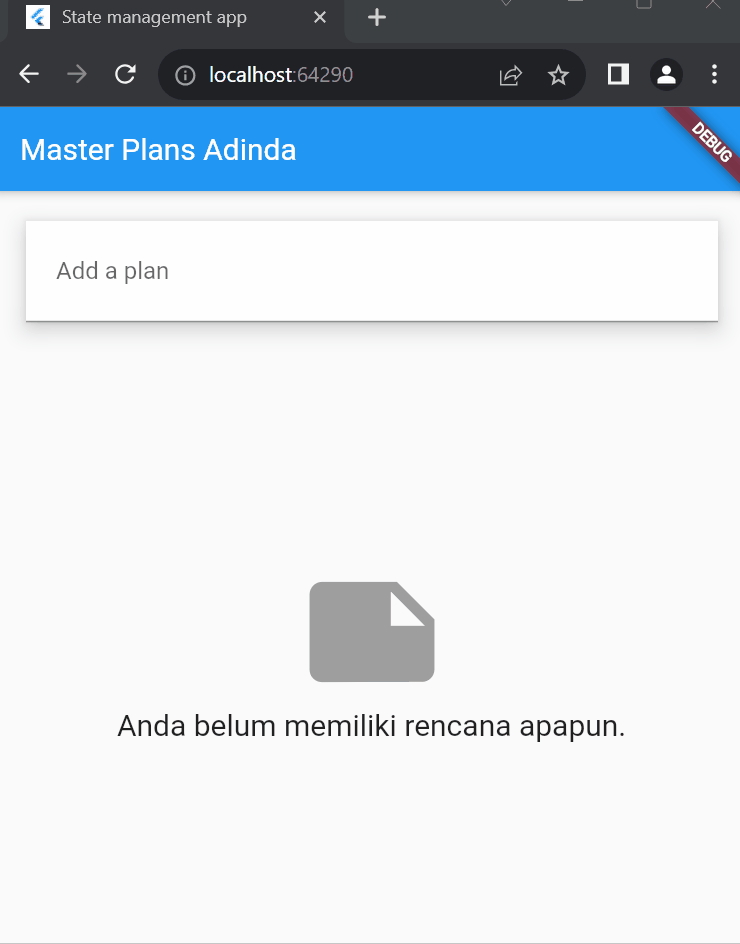 State management app
localhost:64290
Master Plans Adinda
DEBUG
Add a plan
Anda belum memiliki rencana apapun.